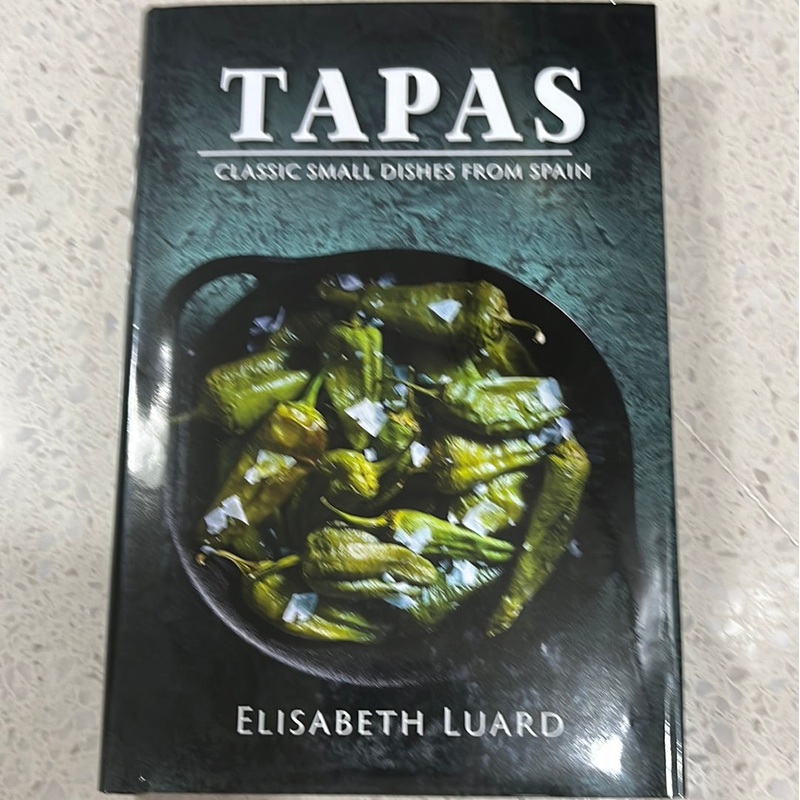 TAPAS
CLASSIC SMALL DISHES FROM SPAIN
ELISABETH LUARD